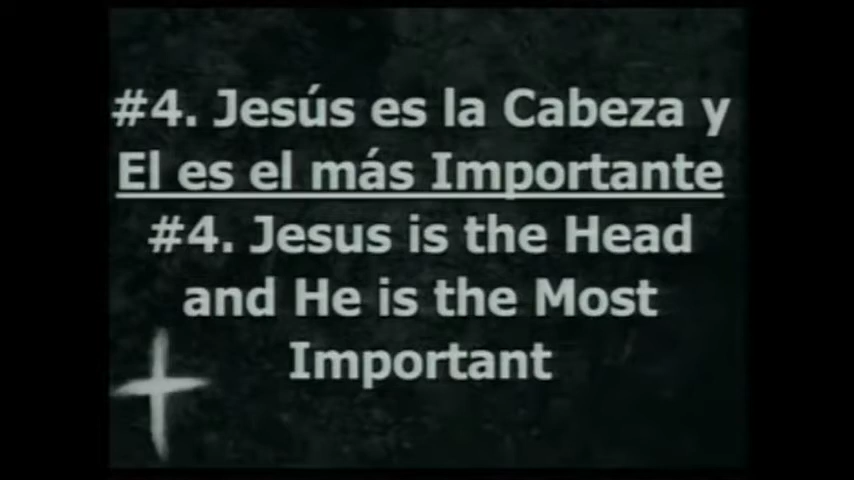 #4. Jesús es la Cabeza y
El es el más Importante
#4. Jesus is the Head
and He is the Most
Important